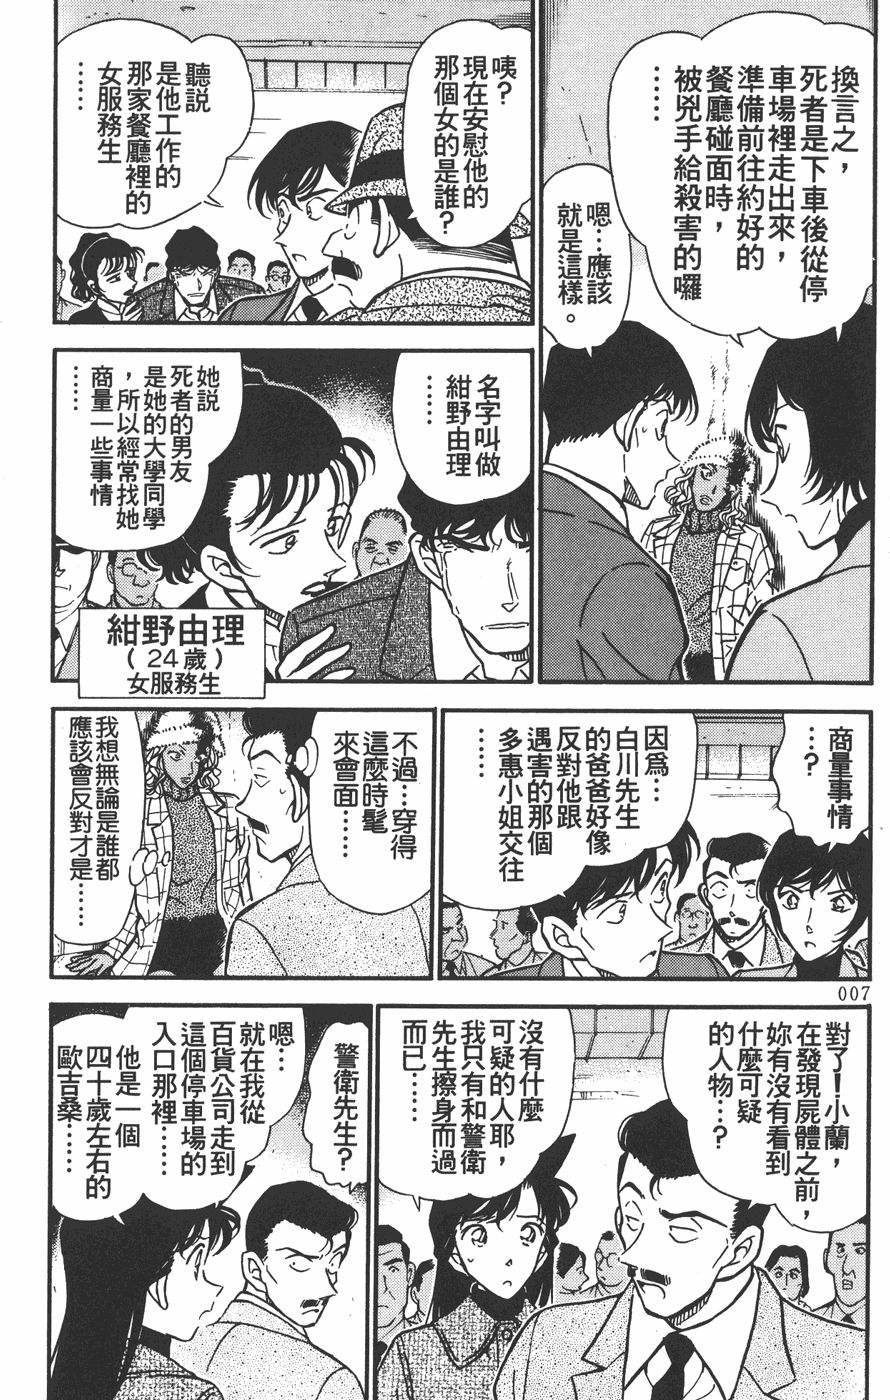 換言之，
死者是下車後從停
車場裡走出來，
準備前往約好的
餐廳碰面時，
被兇手給殺害的囉
……
嗯…應該
就是這樣。
咦？
現在安慰他的
那個女的是誰？
聽説
是他工作的
那家餐廳裡的
女服務生
……
名字叫做
紺野由理
……
她説
死者的男友
是她的大學同學
，所以經常找她
商量一些事情
……
紺野由理
（24歲）
女服務生
商量事情
…？
因為…
白川先生
的爸爸好像
反對他跟
遇害的那個
多惠小姐交往
……
不過…穿得
這麼時髦
來會面……
我想無論是誰都
應該會反對才是……
007
對了！小蘭，
在發現屍體之前，
妳有沒有看到
什麼可疑
的人物…？
沒有什麼
可疑的人耶，
我只有和警衛
先生擦身而過
而已……
警衛先生？
嗯…
就在我從
百貨公司走到
這個停車場的
入口那裡……
他是一個
四十歲左右的
歐吉桑……